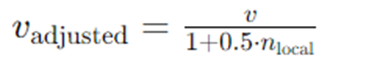 v_adjusted = v / (1+0.5·n_local)